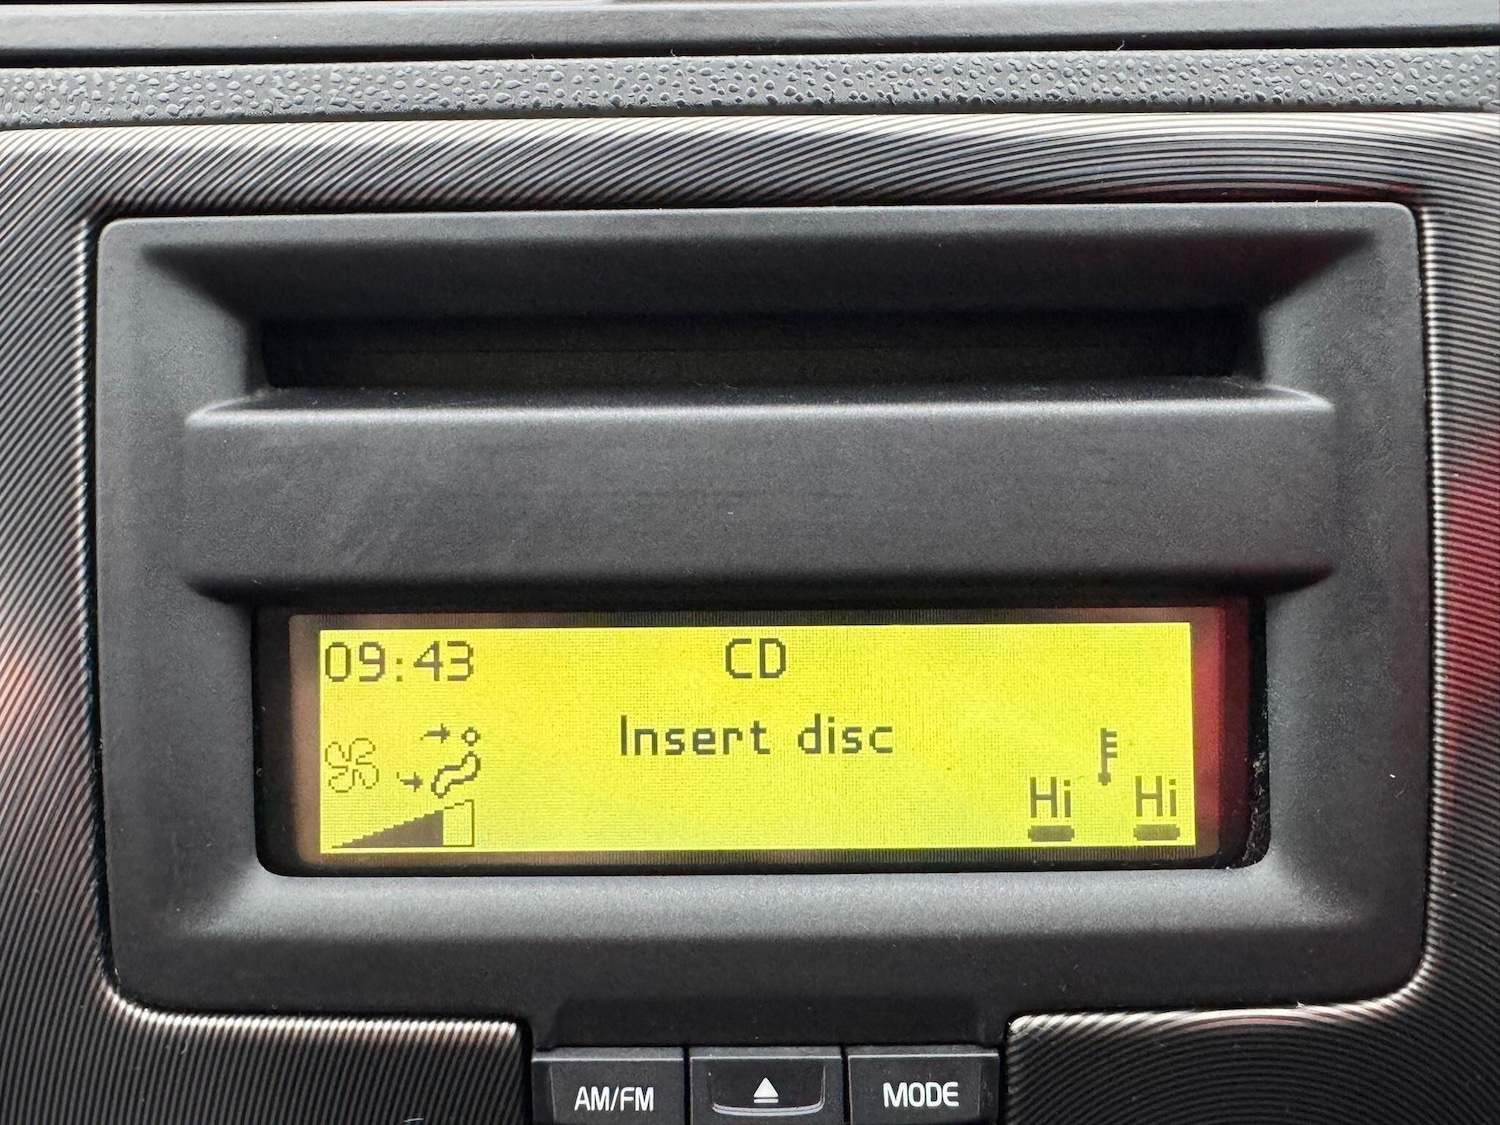 09:43 CD
Insert disc
Hi Hi
AM/FM MODE